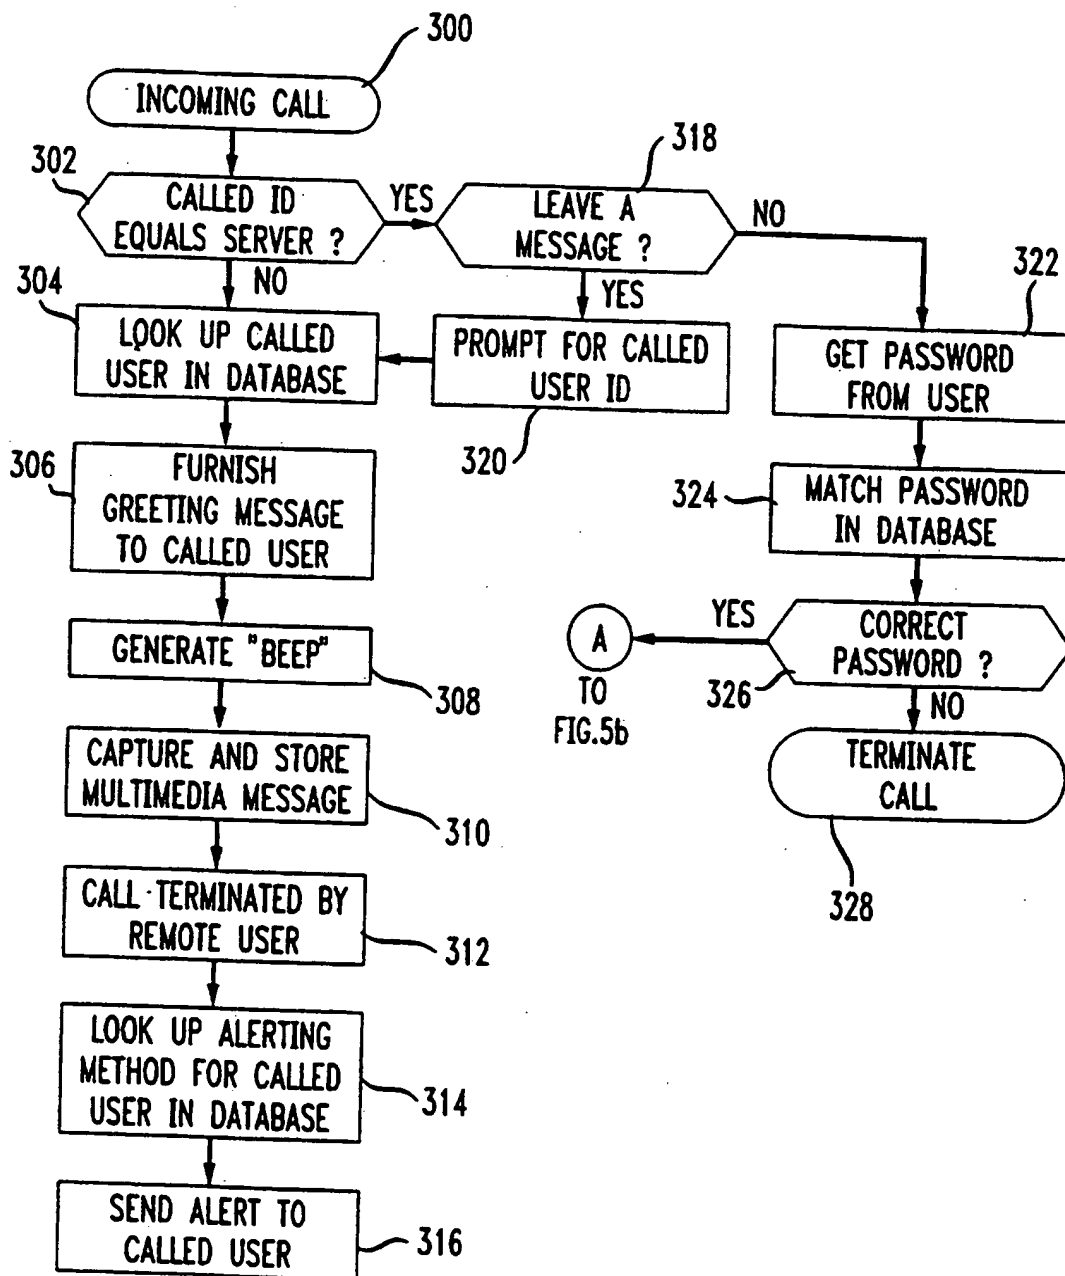 300
INCOMING CALL
302
CALLED ID
EQUALS SERVER ?
YES
NO
318
LEAVE A
MESSAGE ?
NO
YES
304
LOOK UP CALLED
USER IN DATABASE
PROMPT FOR CALLED
USER ID
320
322
GET PASSWORD
FROM USER
306
FURNISH
GREETING MESSAGE
TO CALLED USER
324
MATCH PASSWORD
IN DATABASE
GENERATE "BEEP"
308
A
TO
FIG.5b
YES
CORRECT
PASSWORD ?
326
NO
CAPTURE AND STORE
MULTIMEDIA MESSAGE
310
TERMINATE
CALL
328
CALL TERMINATED BY
REMOTE USER
312
LOOK UP ALERTING
METHOD FOR CALLED
USER IN DATABASE
314
SEND ALERT TO
CALLED USER
316